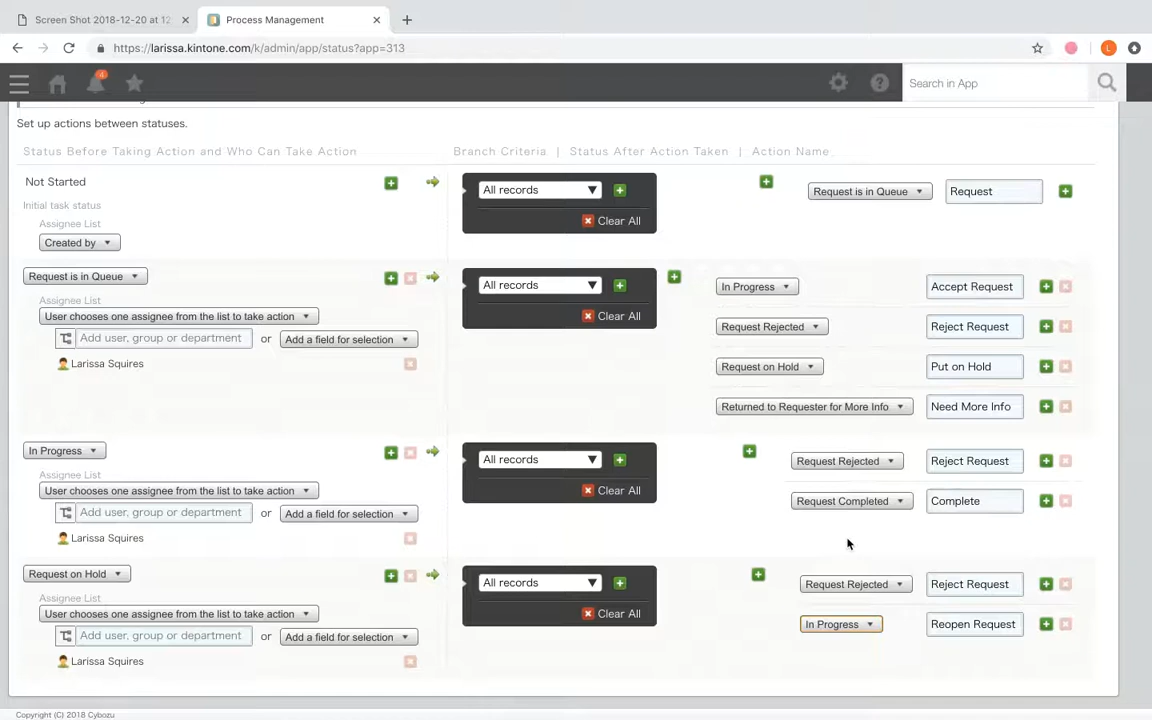 Screen Shot 2018-12-20 at 12
Process Management
https://larissa.kintone.com/k/admin/app/status?app=313
L
4
Search in App
Set up actions between statuses.
Status Before Taking Action and Who Can Take Action
Branch Criteria | Status After Action Taken | Action Name
Not Started
All records
Request is in Queue
Request
Initial task status
Clear All
Assignee List
Created by
Request is in Queue
All records
In Progress
Accept Request
Assignee List
User chooses one assignee from the list to take action
Clear All
Request Rejected
Reject Request
Add user, group or department
or
Add a field for selection
Larissa Squires
Request on Hold
Put on Hold
Returned to Requester for More Info
Need More Info
In Progress
All records
Request Rejected
Reject Request
Assignee List
User chooses one assignee from the list to take action
Clear All
Request Completed
Complete
Add user, group or department
or
Add a field for selection
Larissa Squires
Request on Hold
All records
Request Rejected
Reject Request
Assignee List
User chooses one assignee from the list to take action
Clear All
In Progress
Reopen Request
Add user, group or department
or
Add a field for selection
Larissa Squires
Copyright (C) 2018 Cybozu